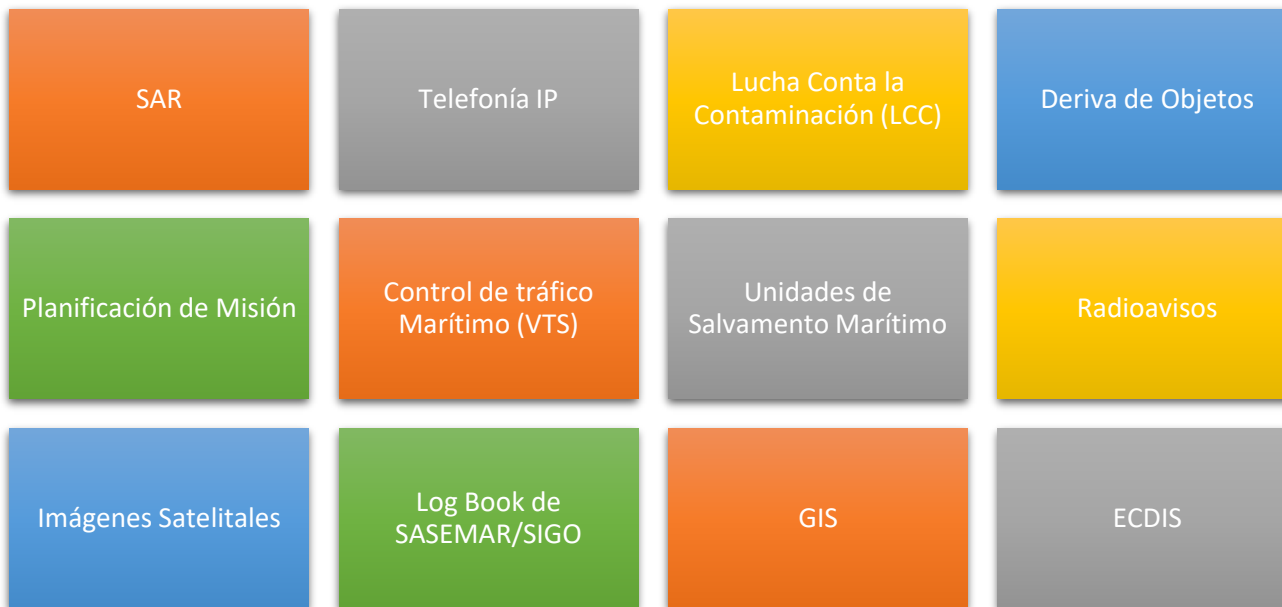 SAR
Telefonía IP
Lucha Conta la
Contaminación (LCC)
Deriva de Objetos
Planificación de Misión
Control de tráfico
Marítimo (VTS)
Unidades de
Salvamento Marítimo
Radioavisos
Imágenes Satelitales
Log Book de
SASEMAR/SIGO
GIS
ECDIS